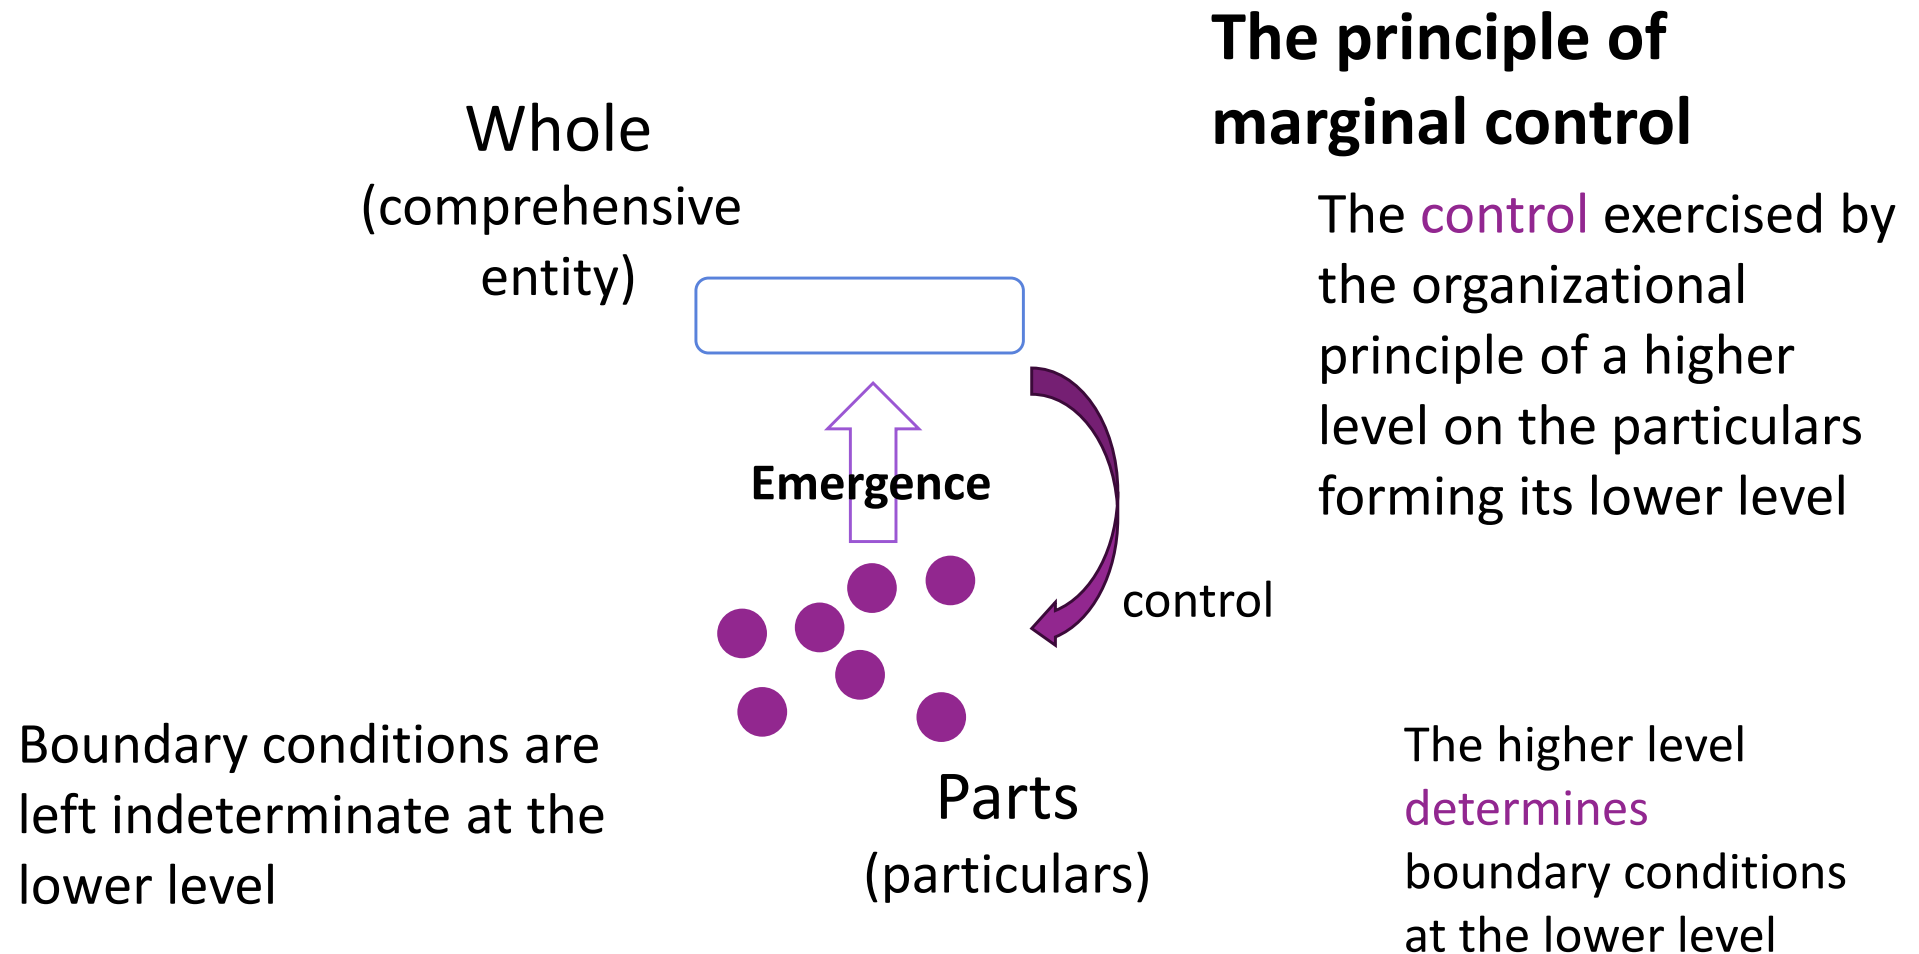 The principle of
marginal control
Whole
(comprehensive
entity)
The control exercised by
the organizational
principle of a higher
level on the particulars
forming its lower level
Emergence
control
Boundary conditions are
left indeterminate at the
lower level
Parts
(particulars)
The higher level
determines
boundary conditions
at the lower level